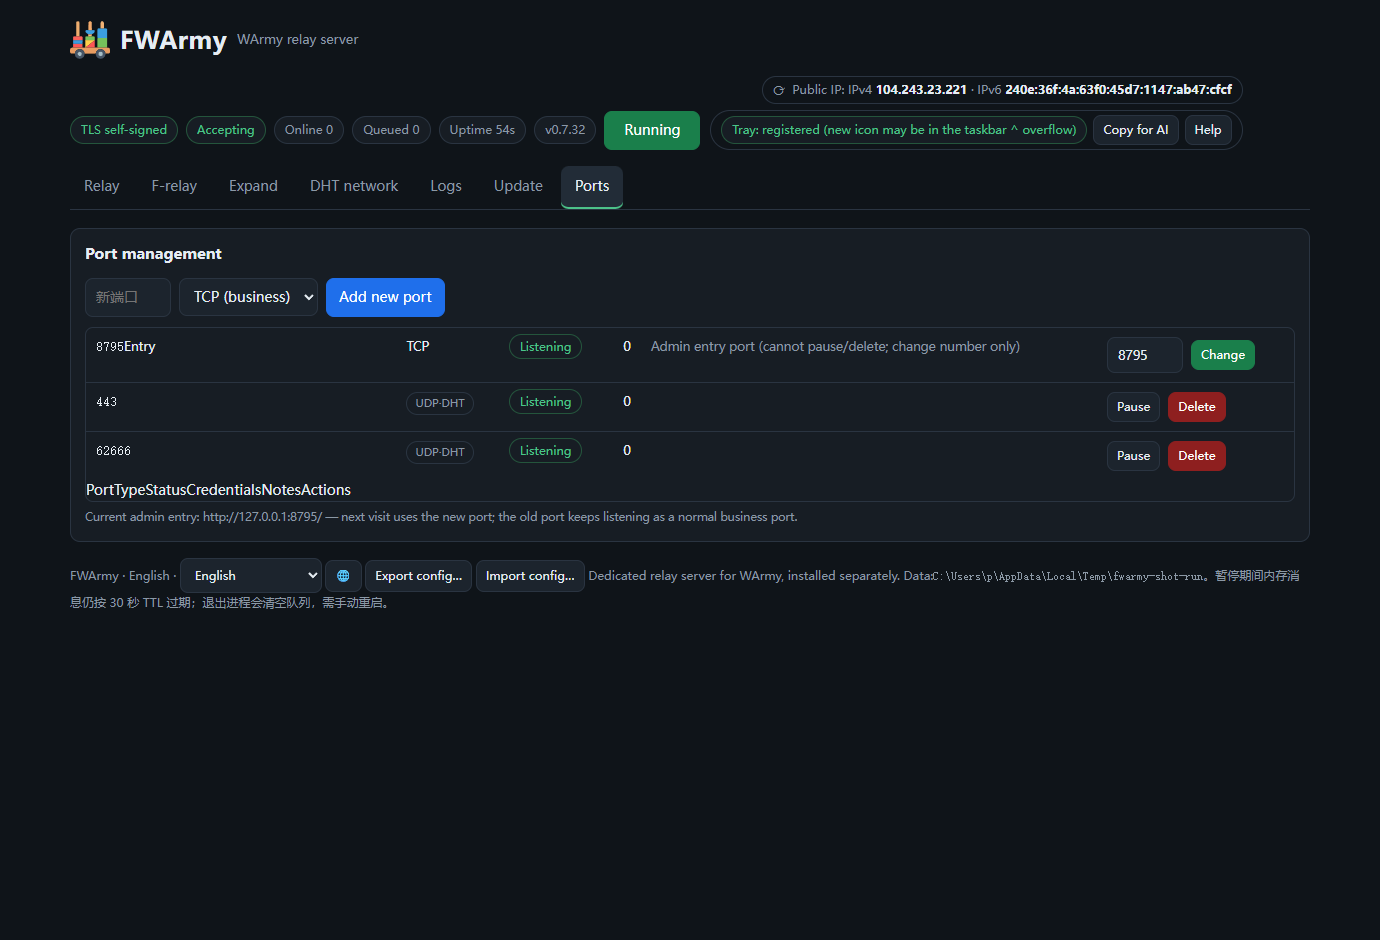 FWArmy WArmy relay server
Public IP: IPv4 104.243.23.221 · IPv6 240e:36f:4a:63f0:45d7:1147:ab47:cfcf
TLS self-signed Accepting Online 0 Queued 0 Uptime 54s v0.7.32 Running Tray: registered (new icon may be in the taskbar ^ overflow) Copy for AI Help
Relay F-relay Expand DHT network Logs Update Ports
Port management
新端口 TCP (business) Add new port
8795Entry TCP Listening 0 Admin entry port (cannot pause/delete; change number only) 8795 Change
443 UDP·DHT Listening 0 Pause Delete
62666 UDP·DHT Listening 0 Pause Delete
PortTypeStatusCredentialsNotesActions
Current admin entry: http://127.0.0.1:8795/ — next visit uses the new port; the old port keeps listening as a normal business port.
FWArmy · English · English Export config... Import config... Dedicated relay server for WArmy, installed separately. Data:C:\Users\p\AppData\Local\Temp\fwarmy-shot-run。暂停期间内存消
息仍按 30 秒 TTL 过期；退出进程会清空队列，需手动重启。